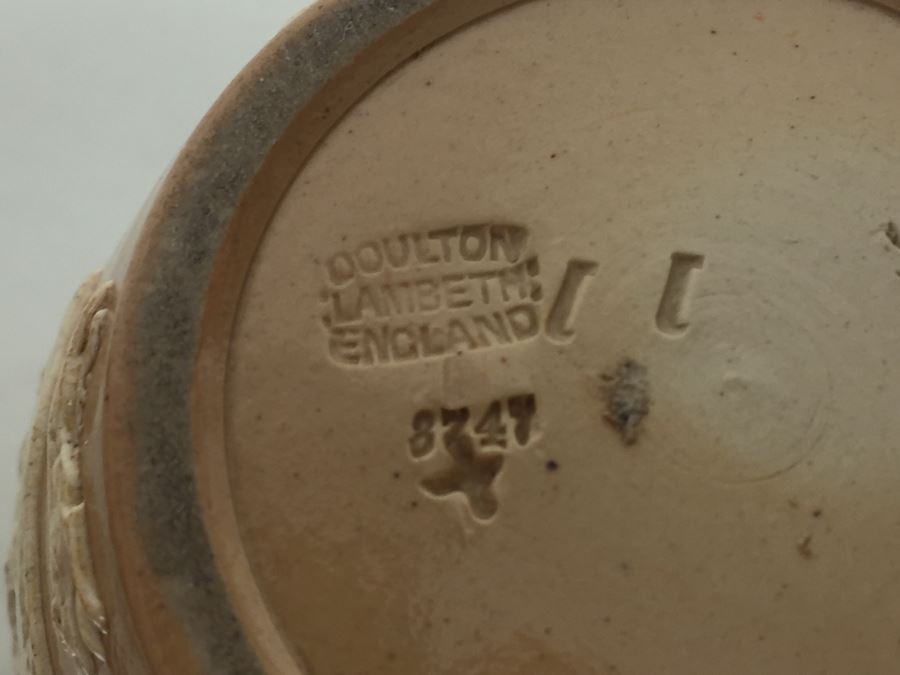 DOULTON
LAMBETH
ENGLAND
8747